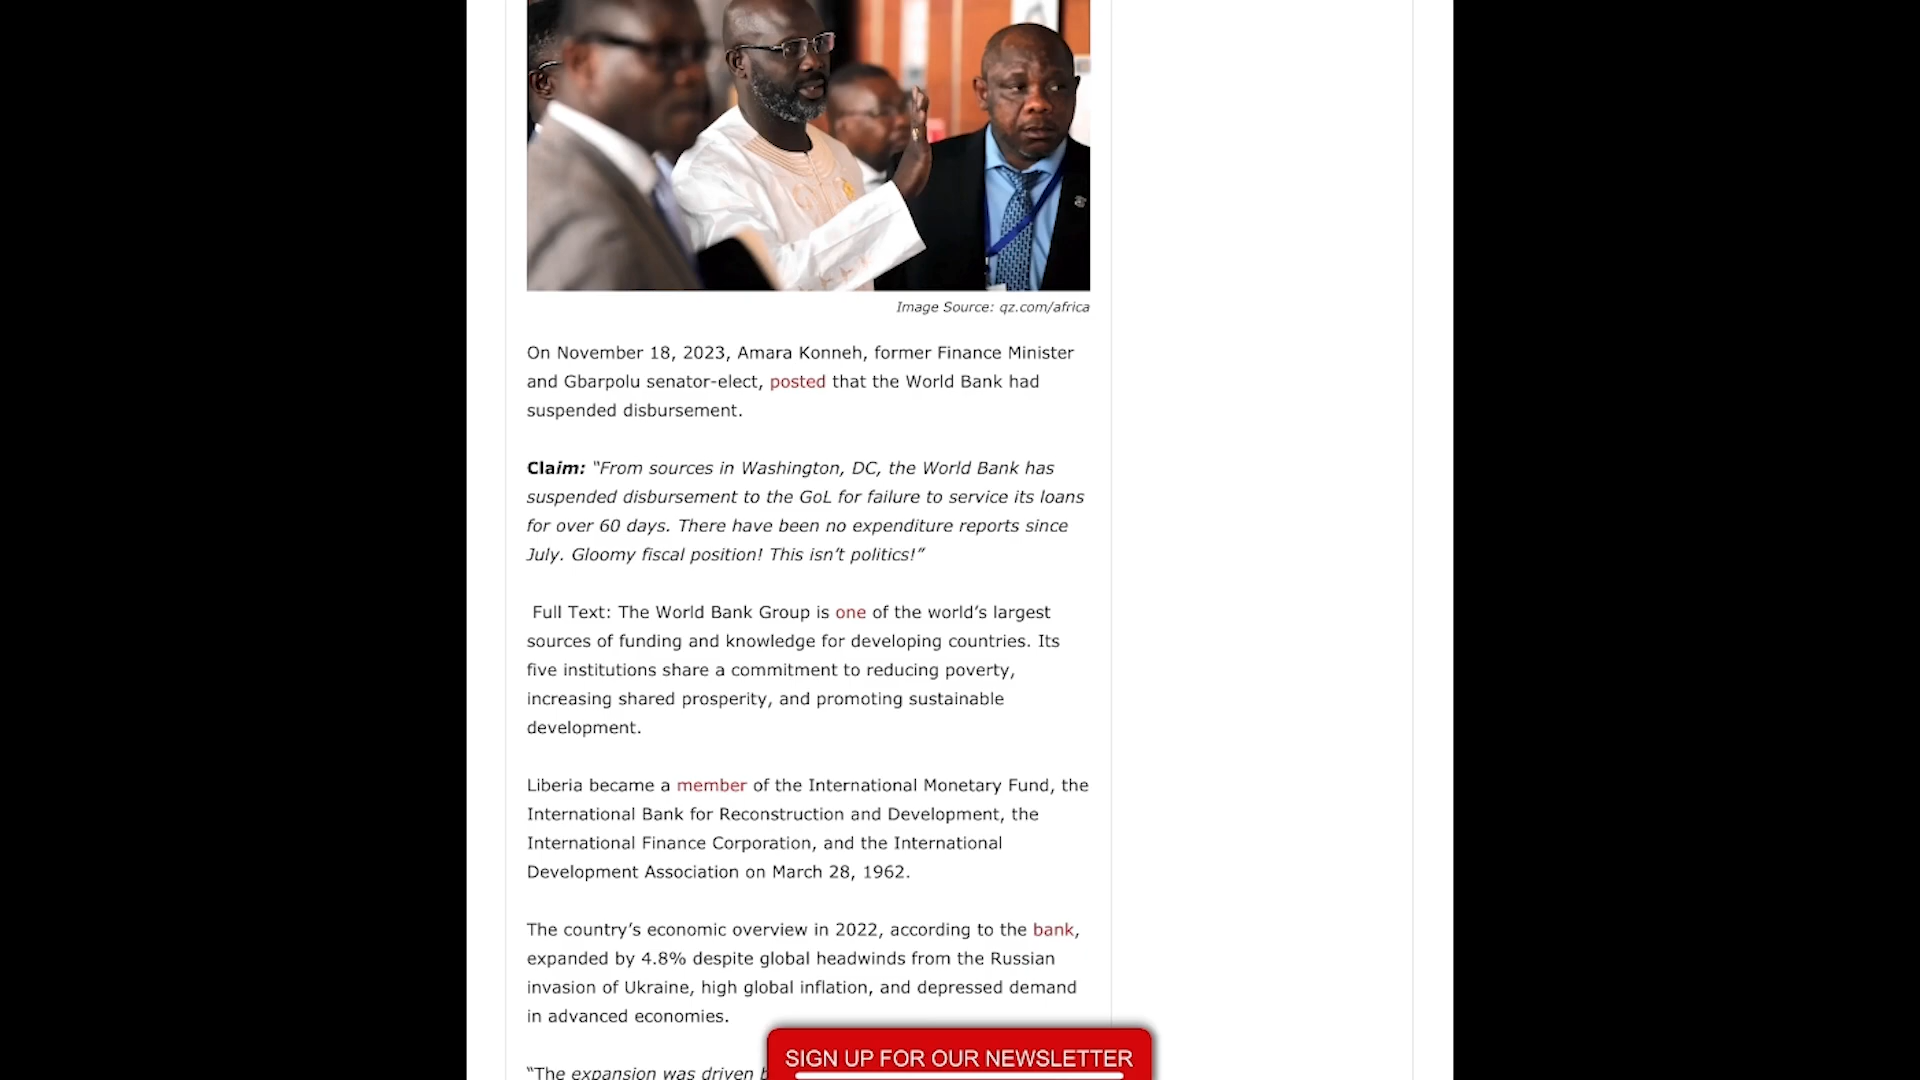 Image Source: qz.com/africa
On November 18, 2023, Amara Konneh, former Finance Minister
and Gbarpolu senator-elect, posted that the World Bank had
suspended disbursement.
Claim: “From sources in Washington, DC, the World Bank has
suspended disbursement to the GoL for failure to service its loans
for over 60 days. There have been no expenditure reports since
July. Gloomy fiscal position! This isn’t politics!”
Full Text: The World Bank Group is one of the world’s largest
sources of funding and knowledge for developing countries. Its
five institutions share a commitment to reducing poverty,
increasing shared prosperity, and promoting sustainable
development.
Liberia became a member of the International Monetary Fund, the
International Bank for Reconstruction and Development, the
International Finance Corporation, and the International
Development Association on March 28, 1962.
The country’s economic overview in 2022, according to the bank,
expanded by 4.8% despite global headwinds from the Russian
invasion of Ukraine, high global inflation, and depressed demand
in advanced economies.
“The expansion was driven
SIGN UP FOR OUR NEWSLETTER